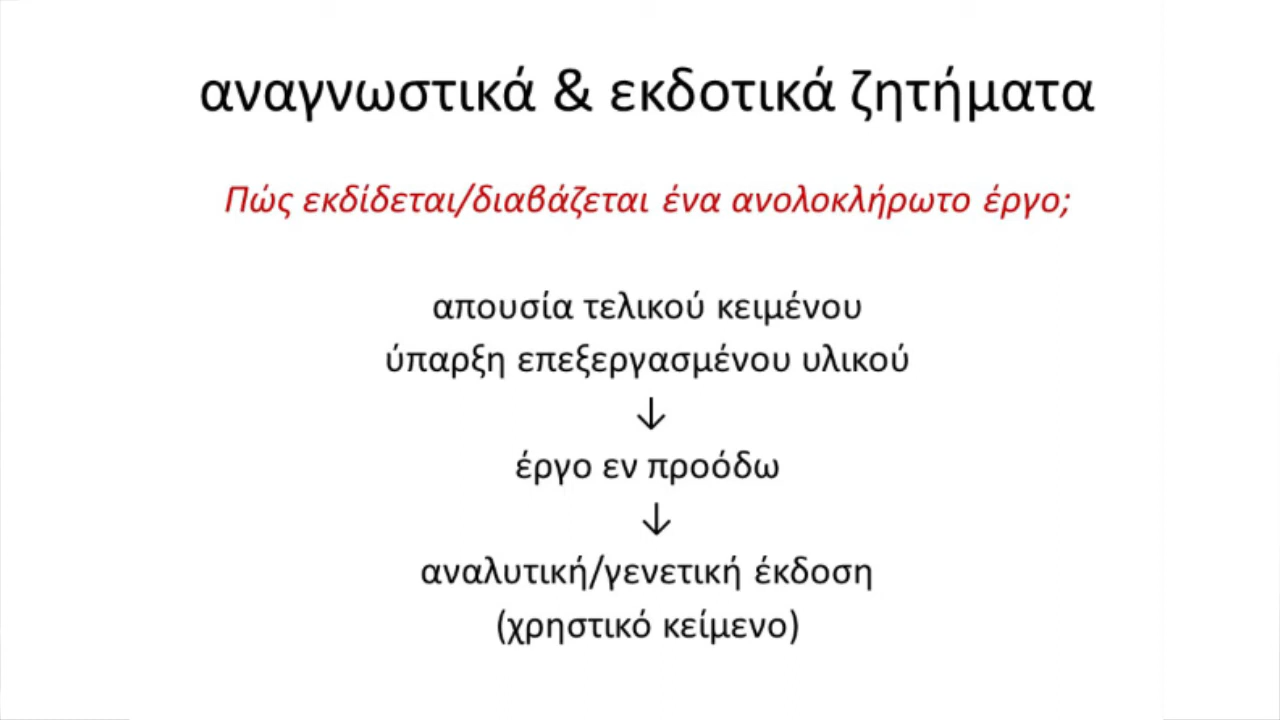 αναγνωστικά & εκδοτικά ζητήματα
Πώς εκδίδεται/διαβάζεται ένα ανολοκλήρωτο έργο;
απουσία τελικού κειμένου
ύπαρξη επεξεργασμένου υλικού
↓
έργο εν προόδω
↓
αναλυτική/γενετική έκδοση
(χρηστικό κείμενο)